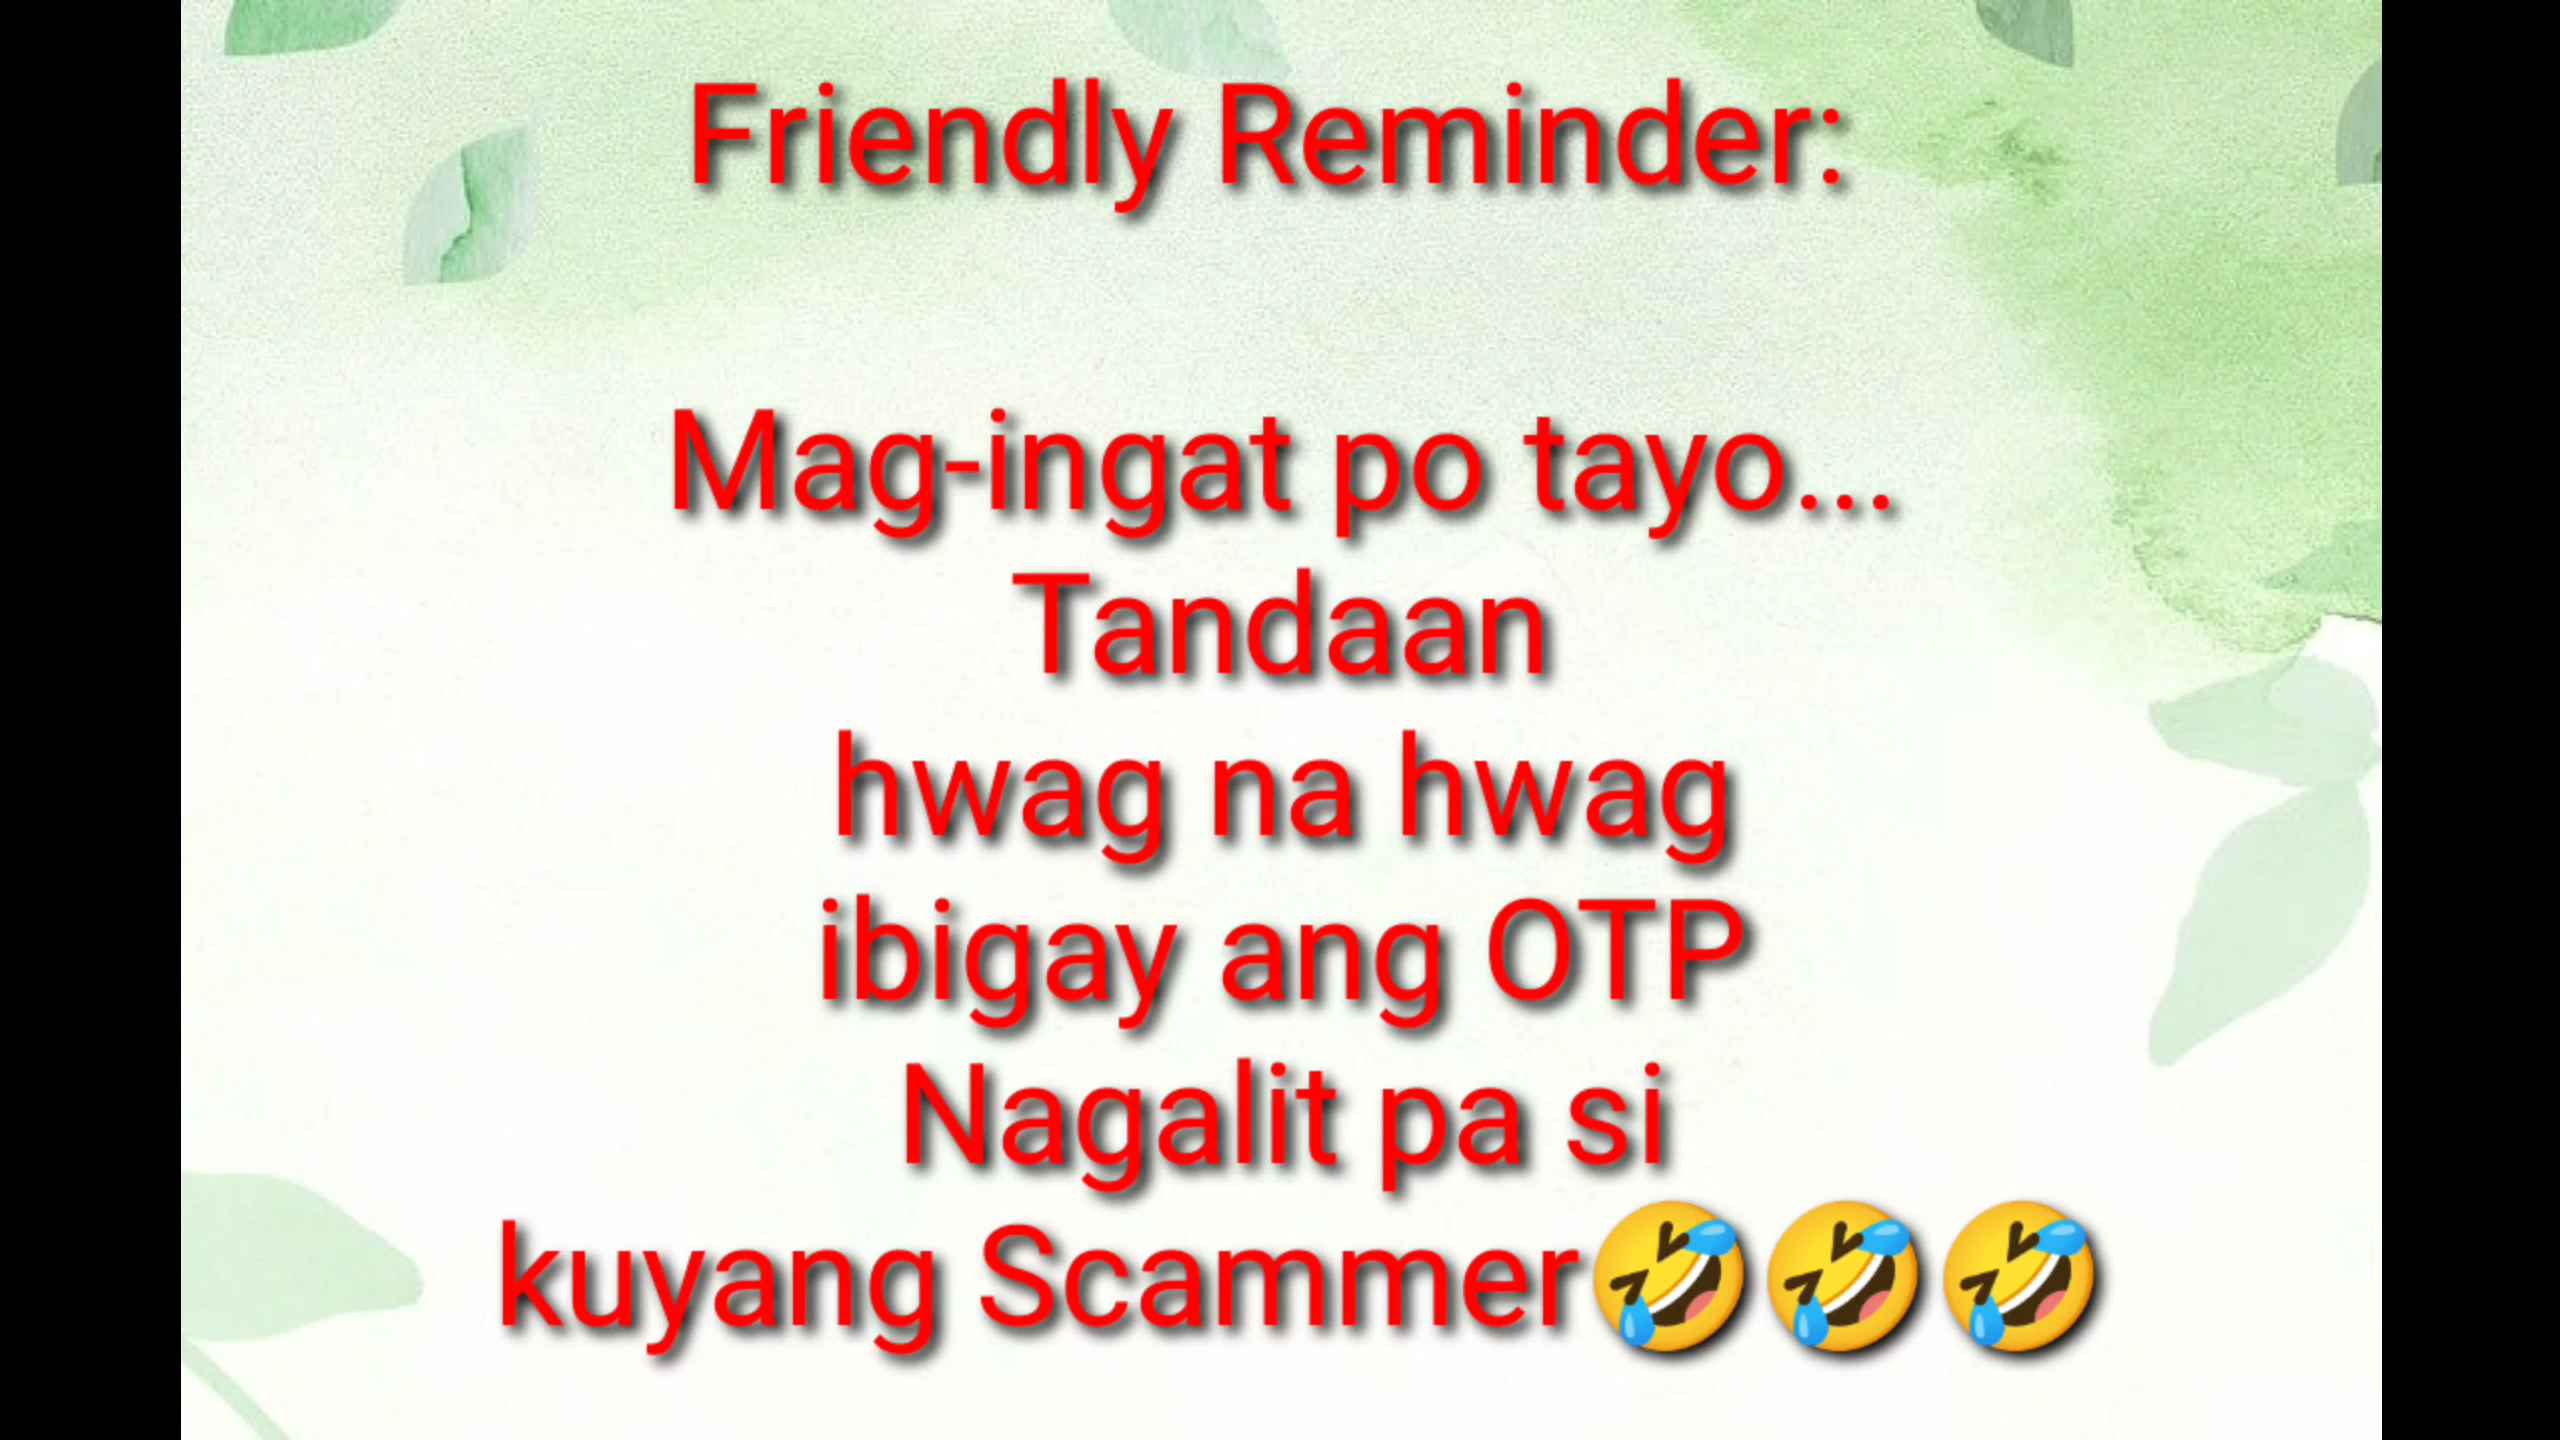 Friendly Reminder:
Mag-ingat po tayo...
Tandaan
hwag na hwag
ibigay ang OTP
Nagalit pa si
kuyang Scammer🤣🤣🤣